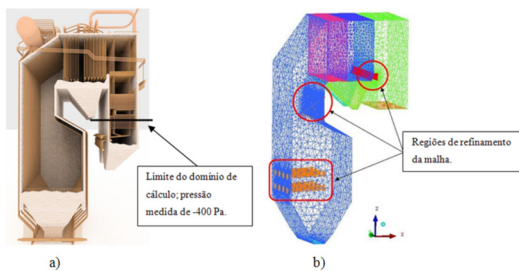 Limite do domínio de
cálculo; pressão
medida de -400 Pa.
Regiões de refinamento
da malha.
z
x
a)
b)